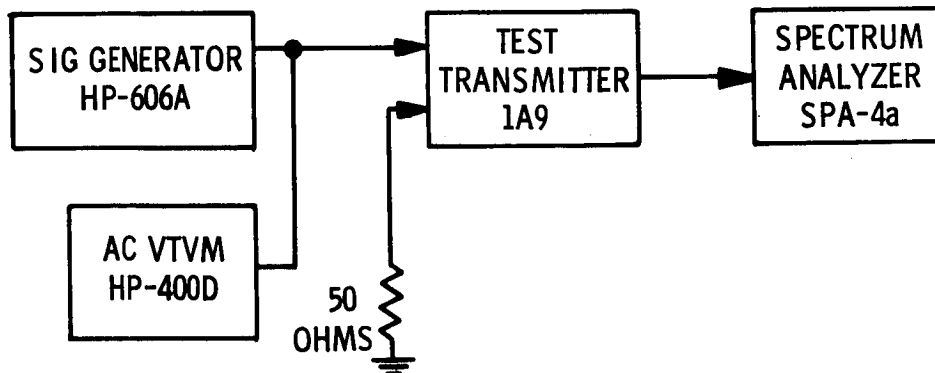 SIG GENERATOR
HP-606A
TEST
TRANSMITTER
1A9
SPECTRUM
ANALYZER
SPA-4a
AC VTVM
HP-400D
50
OHMS